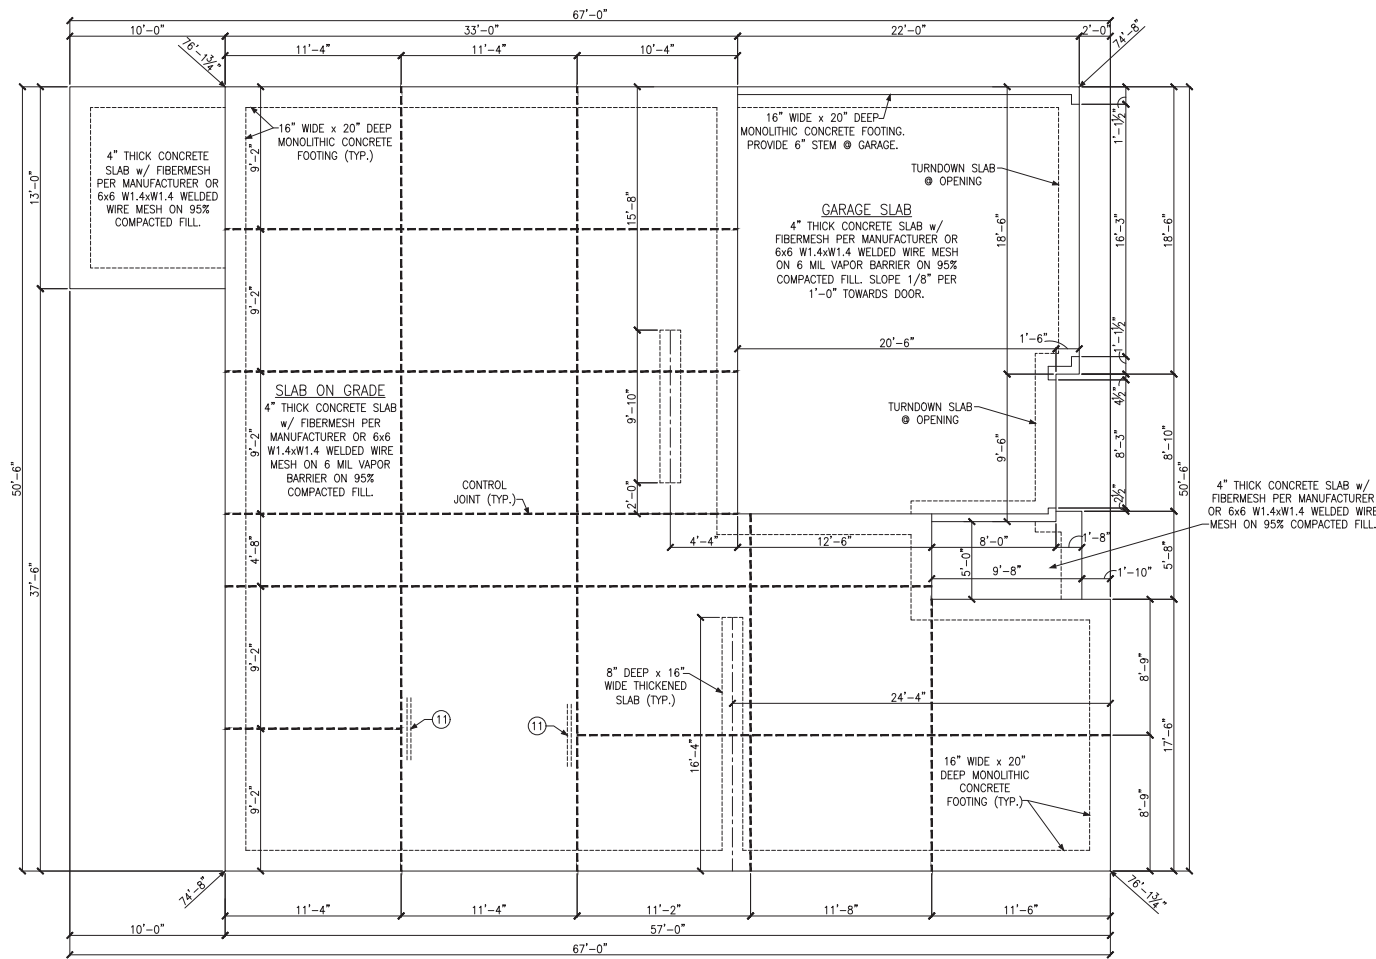 67'-0"
10'-0"
33'-0"
22'-0"
2'-0"
76'-1¾"
74'-8"
11'-4"
11'-4"
10'-4"
16" WIDE x 20" DEEP
MONOLITHIC CONCRETE
FOOTING (TYP.)
16" WIDE x 20" DEEP
MONOLITHIC CONCRETE FOOTING.
PROVIDE 6" STEM @ GARAGE.
1'-1½"
4" THICK CONCRETE
SLAB w/ FIBERMESH
PER MANUFACTURER OR
6x6 W1.4xW1.4 WELDED
WIRE MESH ON 95%
COMPACTED FILL.
13'-0"
9'-2"
TURNDOWN SLAB
@ OPENING
15'-8"
GARAGE SLAB
4" THICK CONCRETE SLAB w/
FIBERMESH PER MANUFACTURER OR
6x6 W1.4xW1.4 WELDED WIRE MESH
ON 6 MIL VAPOR BARRIER ON 95%
COMPACTED FILL. SLOPE 1/8" PER
1'-0" TOWARDS DOOR.
18'-6"
16'-3"
18'-6"
9'-2"
20'-6"
1'-6"
1'-1½"
SLAB ON GRADE
4" THICK CONCRETE SLAB
w/ FIBERMESH PER
MANUFACTURER OR 6x6
W1.4xW1.4 WELDED WIRE
MESH ON 6 MIL VAPOR
BARRIER ON 95%
COMPACTED FILL.
9'-2"
9'-10"
TURNDOWN SLAB
@ OPENING
4½"
9'-6"
8'-3"
8'-10"
50'-6"
50'-6"
CONTROL
JOINT (TYP.)
2'-0"
2½"
4" THICK CONCRETE SLAB w/
FIBERMESH PER MANUFACTURER
OR 6x6 W1.4xW1.4 WELDED WIRE
MESH ON 95% COMPACTED FILL.
4'-4"
12'-6"
8'-0"
1'-8"
37'-6"
4'-8"
5'-0"
9'-8"
1'-10"
5'-8"
9'-2"
8" DEEP x 16"
WIDE THICKENED
SLAB (TYP.)
24'-4"
8'-9"
11
11
16'-4"
17'-6"
16" WIDE x 20"
DEEP MONOLITHIC
CONCRETE
FOOTING (TYP.)
9'-2"
8'-9"
74'-8"
76'-1¾"
11'-4"
11'-4"
11'-2"
11'-8"
11'-6"
10'-0"
57'-0"
67'-0"